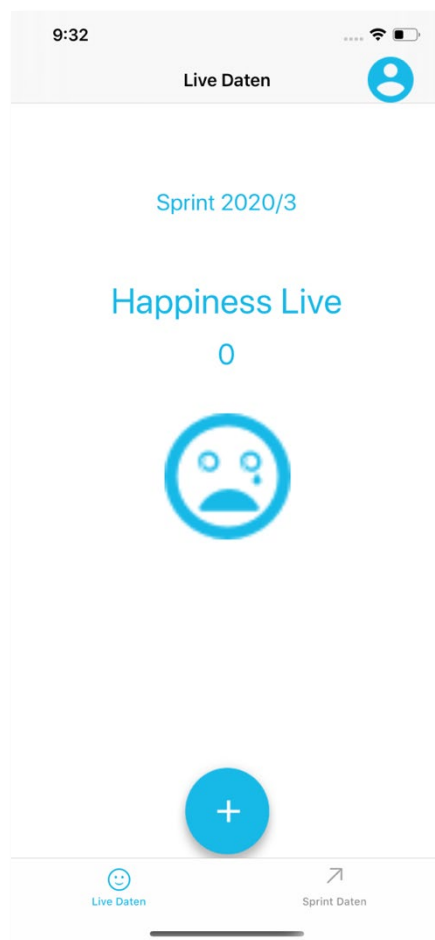 9:32
Live Daten
Sprint 2020/3
Happiness Live
0
+
Live Daten
Sprint Daten